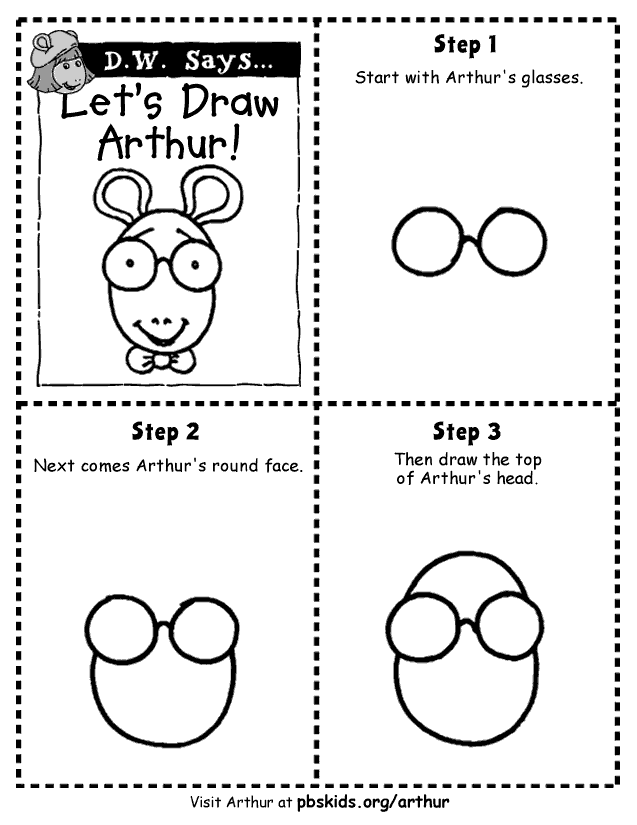 D.W. Says...
Let's Draw
Arthur!
Step 1
Start with Arthur's glasses.
Step 2
Next comes Arthur's round face.
Step 3
Then draw the top
of Arthur's head.
Visit Arthur at pbskids.org/arthur